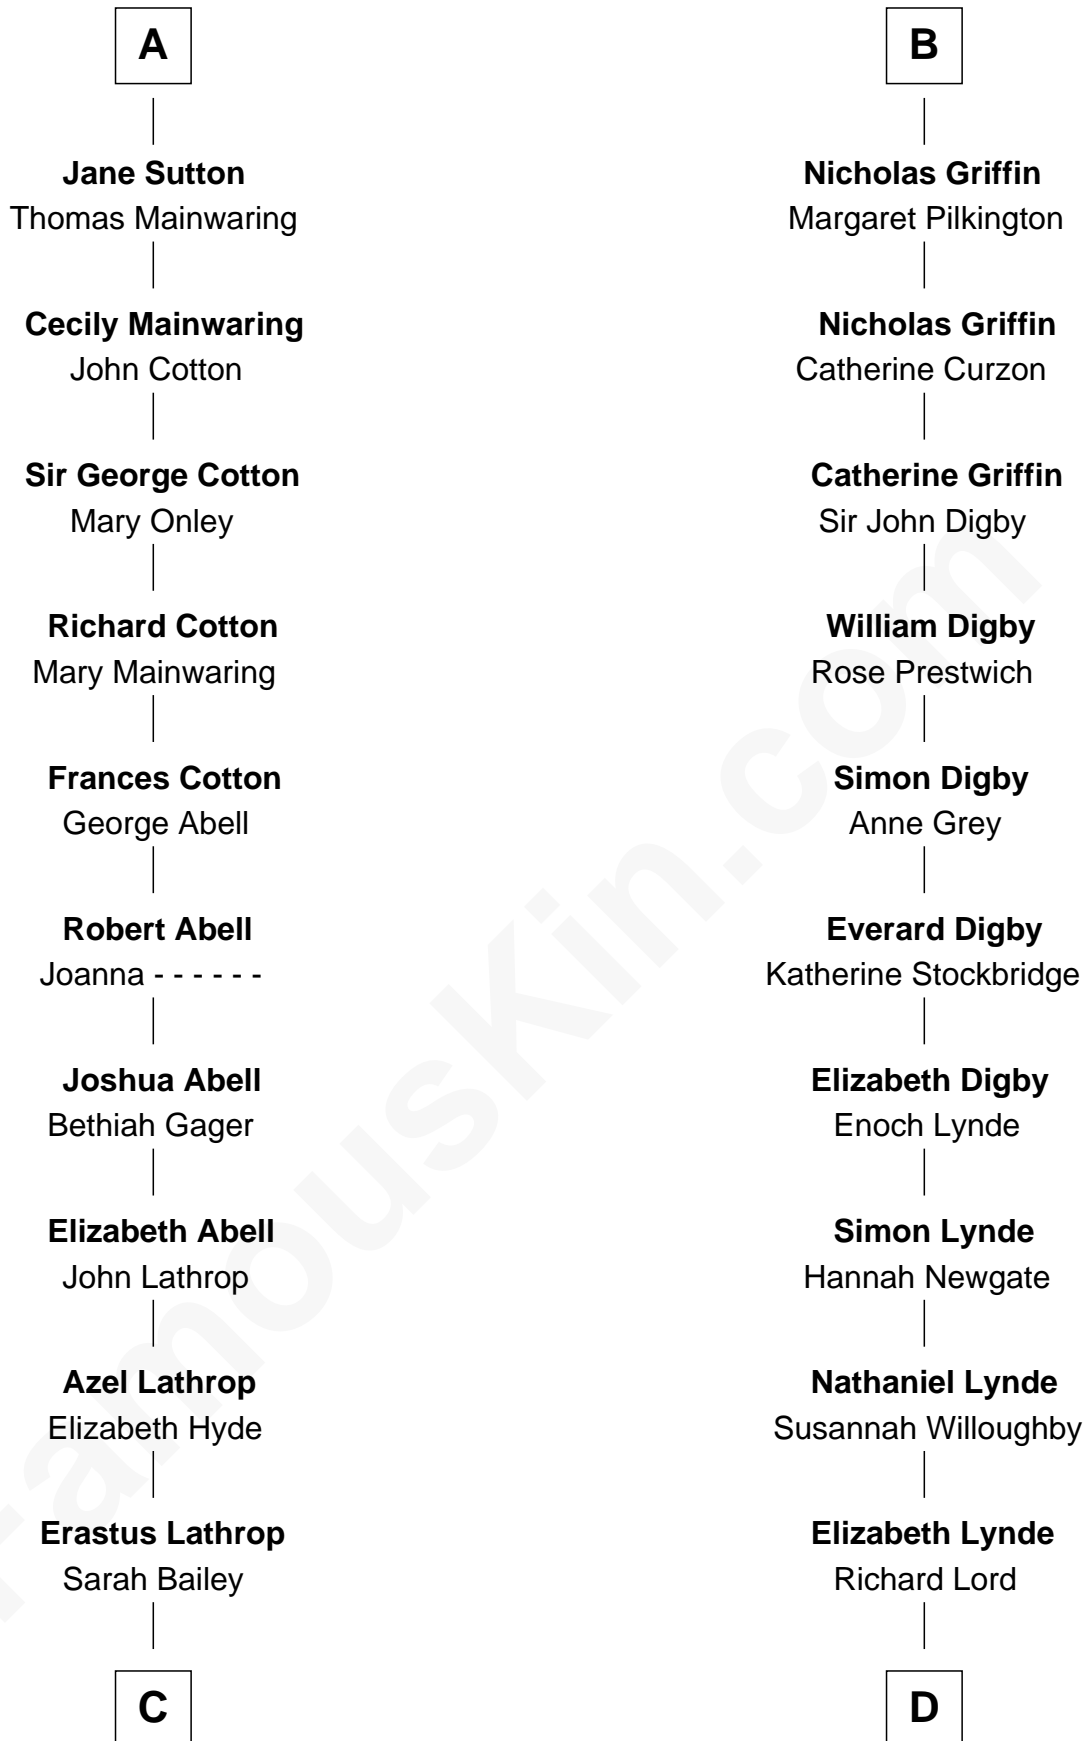 A
Jane Sutton
Thomas Mainwaring
Cecily Mainwaring
John Cotton
Sir George Cotton
Mary Onley
Richard Cotton
Mary Mainwaring
Frances Cotton
George Abell
Robert Abell
Joanna - - - - - -
Joshua Abell
Bethiah Gager
Elizabeth Abell
John Lathrop
Azel Lathrop
Elizabeth Hyde
Erastus Lathrop
Sarah Bailey
C
B
Nicholas Griffin
Margaret Pilkington
Nicholas Griffin
Catherine Curzon
Catherine Griffin
Sir John Digby
William Digby
Rose Prestwich
Simon Digby
Anne Grey
Everard Digby
Katherine Stockbridge
Elizabeth Digby
Enoch Lynde
Simon Lynde
Hannah Newgate
Nathaniel Lynde
Susannah Willoughby
Elizabeth Lynde
Richard Lord
D
FamousKin.com